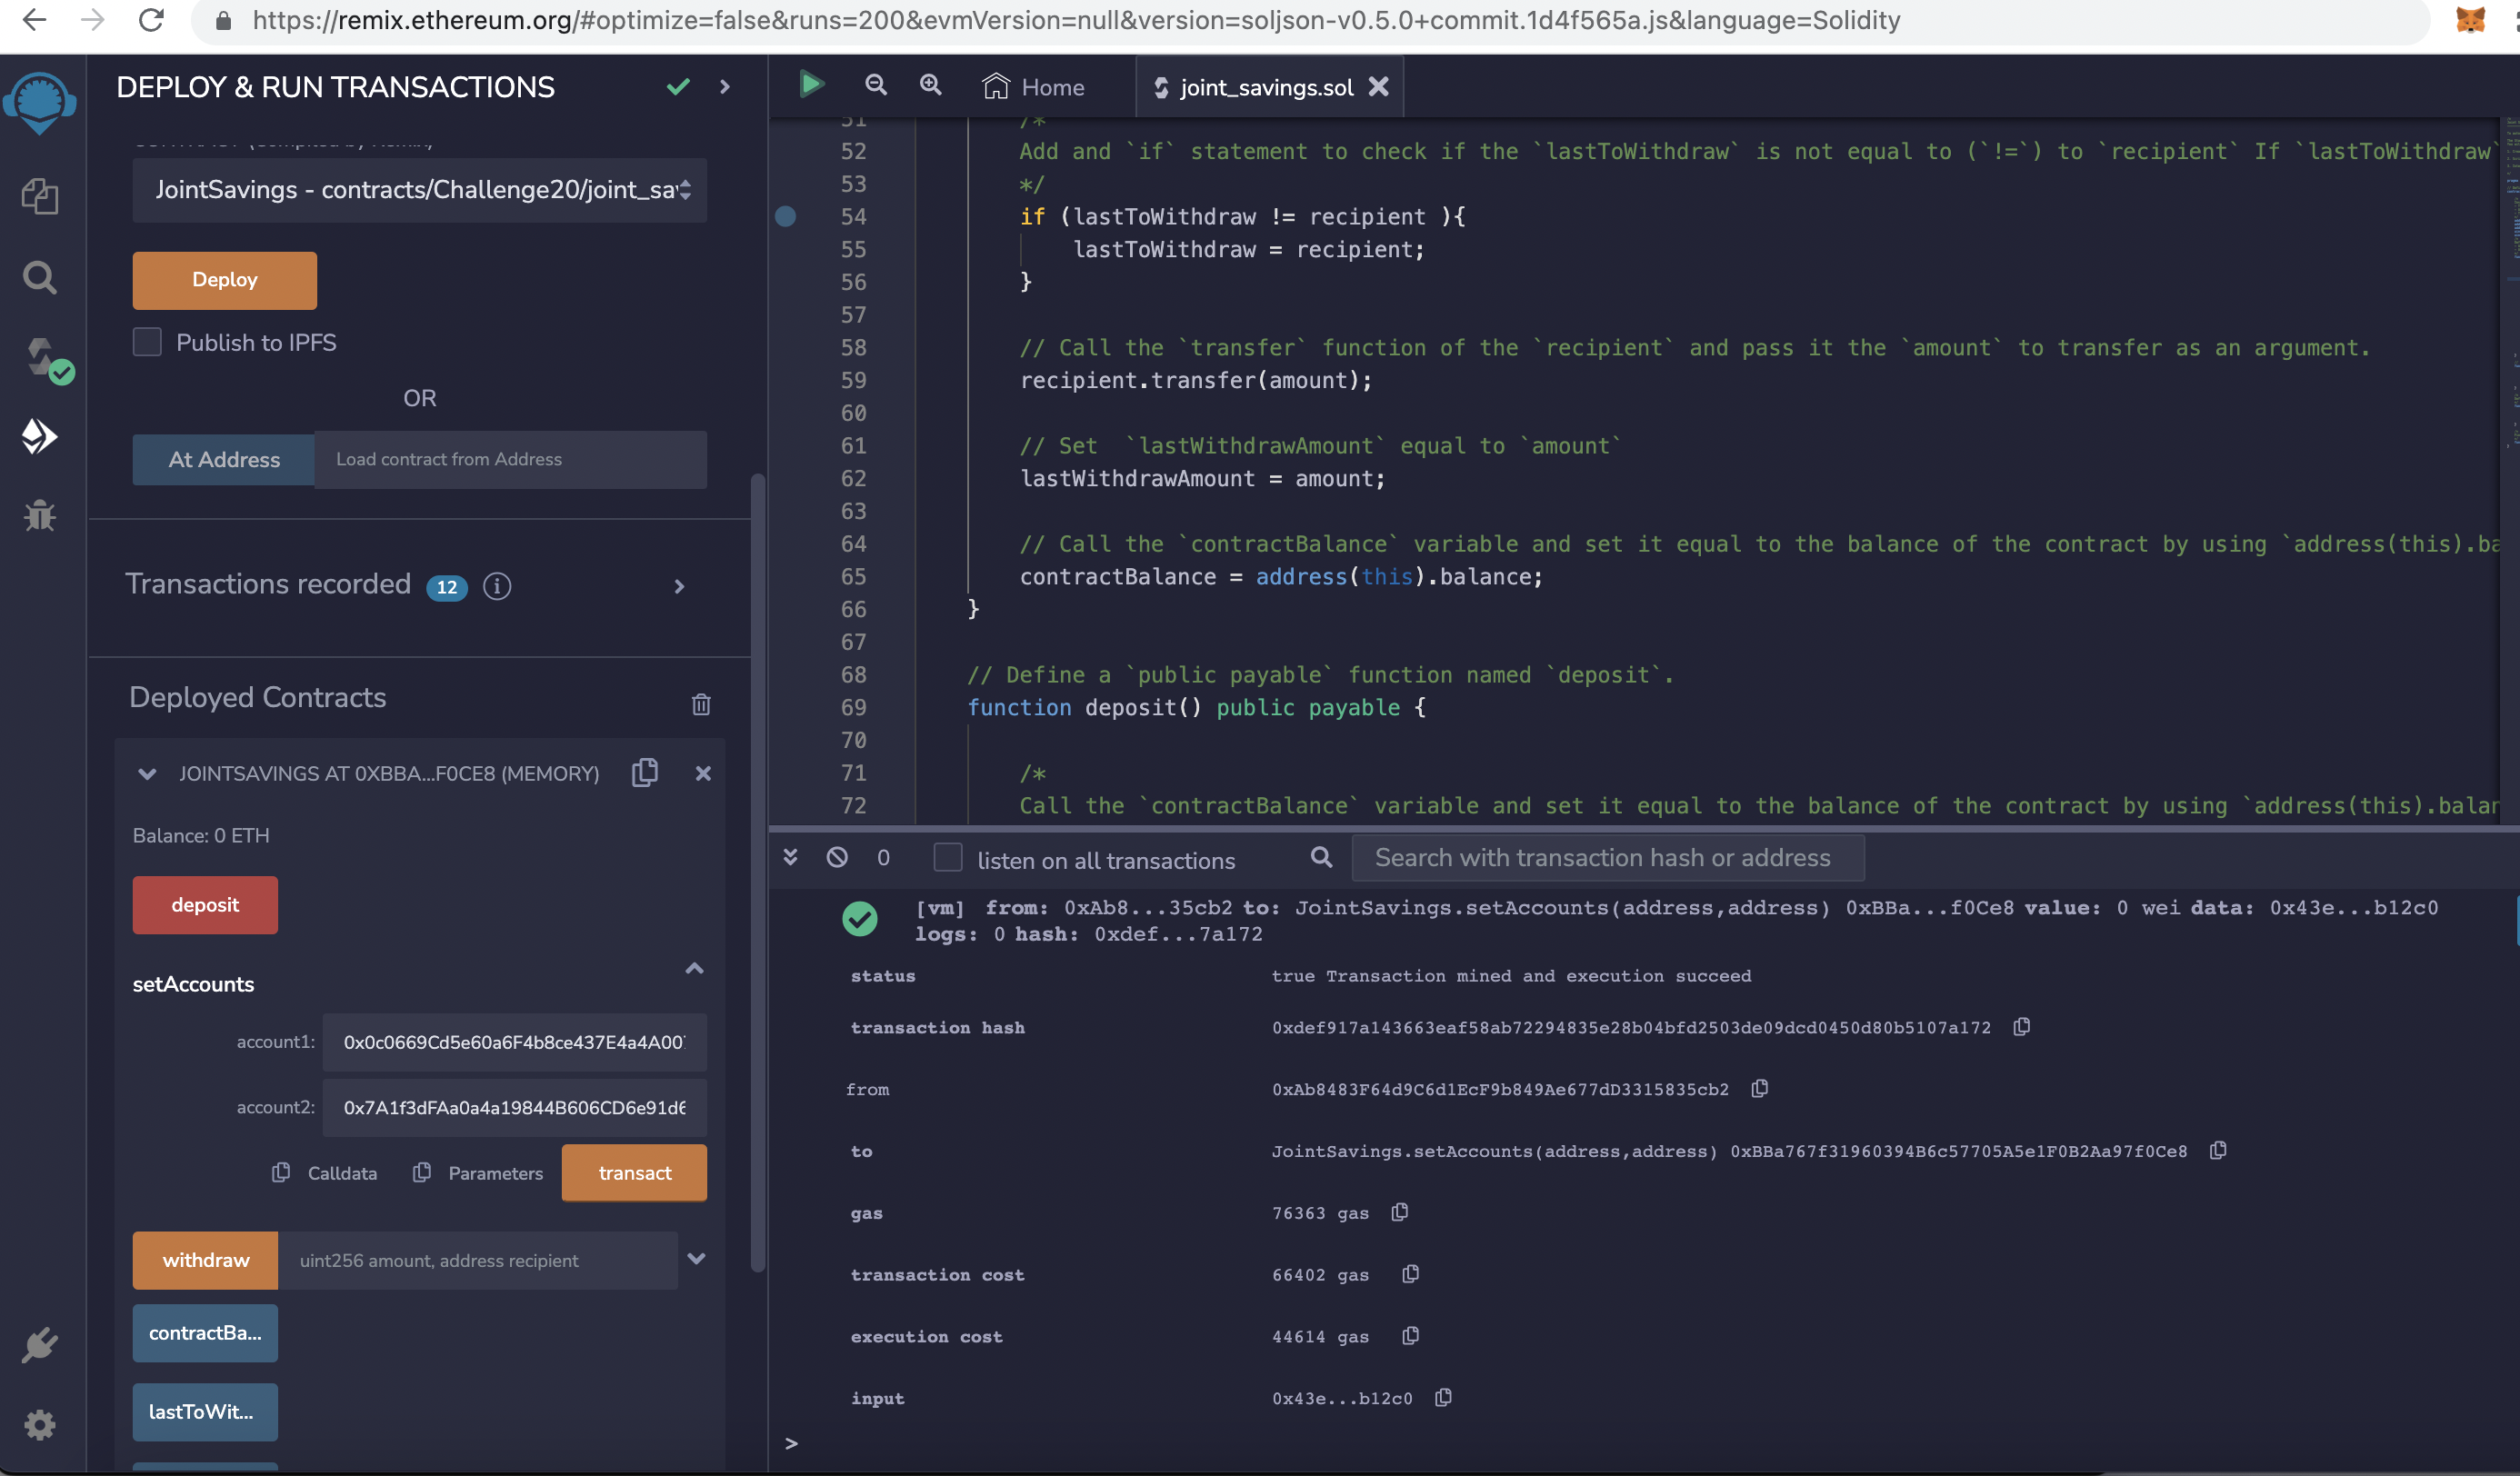 https://remix.ethereum.org/#optimize=false&runs=200&evmVersion=null&version=soljson-v0.5.0+commit.1d4f565a.js&language=Solidity
DEPLOY & RUN TRANSACTIONS
JointSavings - contracts/Challenge20/joint_sav
Deploy
Publish to IPFS
OR
At Address Load contract from Address
Transactions recorded 12
Deployed Contracts
JOINTSAVINGS AT 0XBBA...F0CE8 (MEMORY)
Balance: 0 ETH
deposit
setAccounts
account1: 0x0c0669Cd5e60a6F4b8ce437E4a4A007
account2: 0x7A1f3dFAa0a4a19844B606CD6e91d6
Calldata Parameters transact
withdraw uint256 amount, address recipient
contractBa...
lastToWit...
Home joint_savings.sol
51 /*
52 Add and `if` statement to check if the `lastToWithdraw` is not equal to (`!=`) to `recipient` If `lastToWithdraw`
53 */
54 if (lastToWithdraw != recipient ){
55 lastToWithdraw = recipient;
56 }
57
58 // Call the `transfer` function of the `recipient` and pass it the `amount` to transfer as an argument.
59 recipient.transfer(amount);
60
61 // Set  `lastWithdrawAmount` equal to `amount`
62 lastWithdrawAmount = amount;
63
64 // Call the `contractBalance` variable and set it equal to the balance of the contract by using `address(this).ba
65 contractBalance = address(this).balance;
66 }
67
68 // Define a `public payable` function named `deposit`.
69 function deposit() public payable {
70
71 /*
72 Call the `contractBalance` variable and set it equal to the balance of the contract by using `address(this).balan
0 listen on all transactions Search with transaction hash or address
[vm] from: 0xAb8...35cb2 to: JointSavings.setAccounts(address,address) 0xBBa...f0Ce8 value: 0 wei data: 0x43e...b12c0
logs: 0 hash: 0xdef...7a172
status true Transaction mined and execution succeed
transaction hash 0xdef917a143663eaf58ab72294835e28b04bfd2503de09dcd0450d80b5107a172
from 0xAb8483F64d9C6d1EcF9b849Ae677dD3315835cb2
to JointSavings.setAccounts(address,address) 0xBBa767f31960394B6c57705A5e1F0B2Aa97f0Ce8
gas 76363 gas
transaction cost 66402 gas
execution cost 44614 gas
input 0x43e...b12c0
>